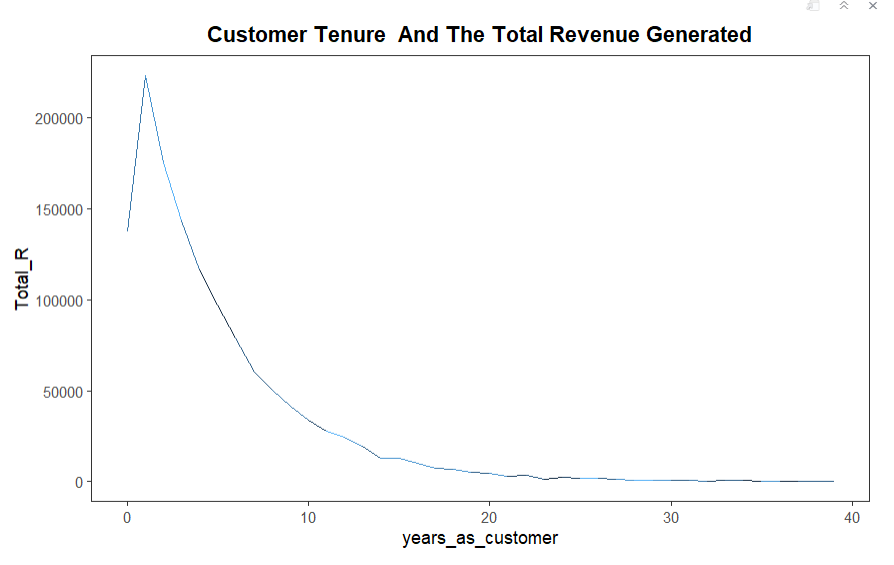 Customer Tenure  And The Total Revenue Generated
200000
150000
100000
50000
0
Total_R
0 10 20 30 40
years_as_customer